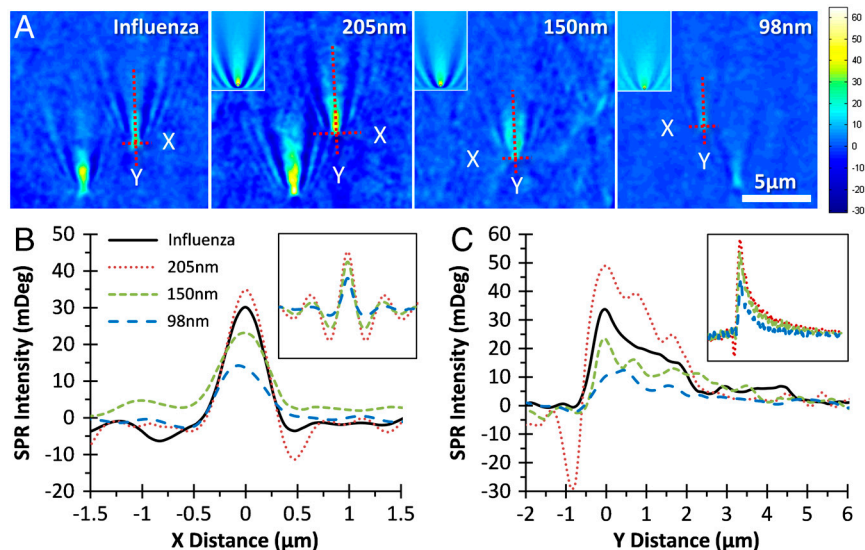 A
Influenza
205nm
150nm
98nm
X
Y
X
Y
X
Y
X
Y
5μm
60
50
40
30
20
10
0
-10
-20
-30
B
SPR Intensity (mDeg)
50
40
30
20
10
0
-10
-20
Influenza
205nm
150nm
98nm
-1.5
-1
-0.5
0
0.5
1
1.5
X Distance (μm)
C
SPR Intensity (mDeg)
60
50
40
30
20
10
0
10
20
30
-2
-1
0
1
2
3
4
5
6
Y Distance (μm)